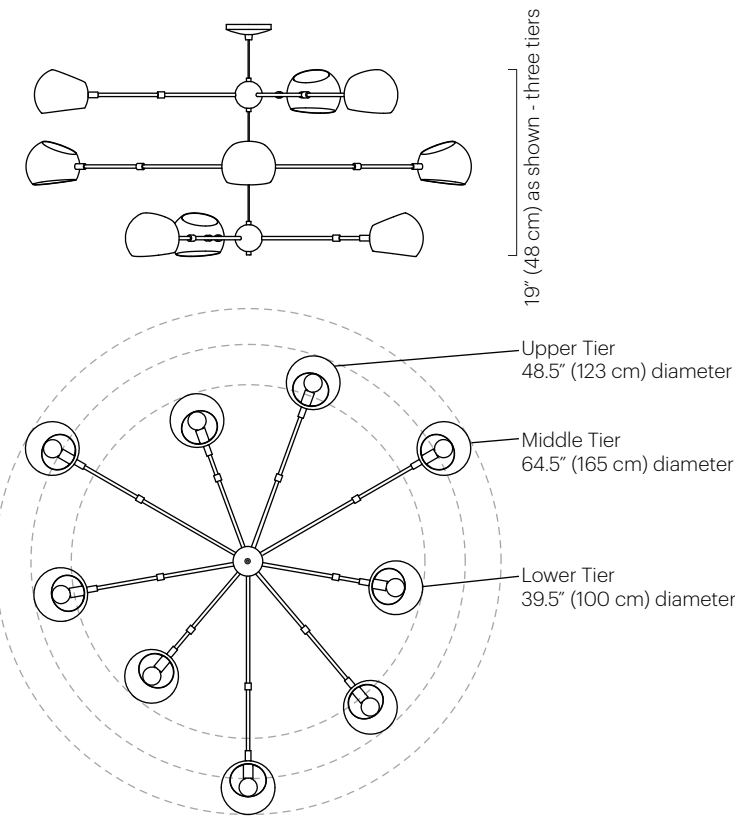 19” (48 cm) as shown - three tiers
Upper Tier
48.5” (123 cm) diameter
Middle Tier
64.5” (165 cm) diameter
Lower Tier
39.5” (100 cm) diameter